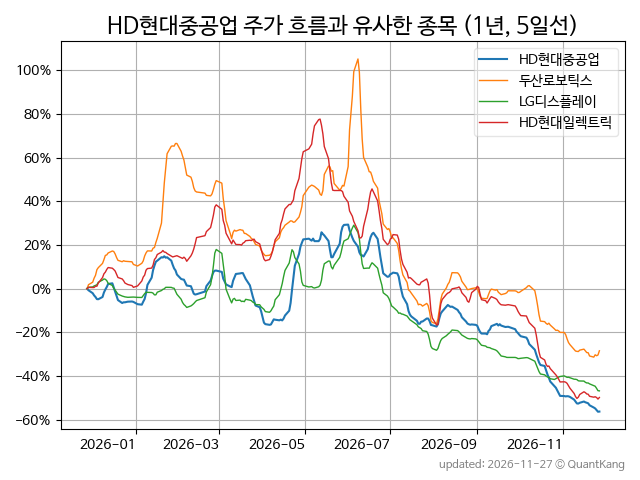 HD현대중공업 주가 흐름과 유사한 종목 (1년, 5일선)
HD현대중공업
두산로보틱스
LG디스플레이
HD현대일렉트릭
100%
80%
60%
40%
20%
0%
−20%
−40%
−60%
2026-01
2026-03
2026-05
2026-07
2026-09
2026-11
updated: 2026-11-27 © QuantKang